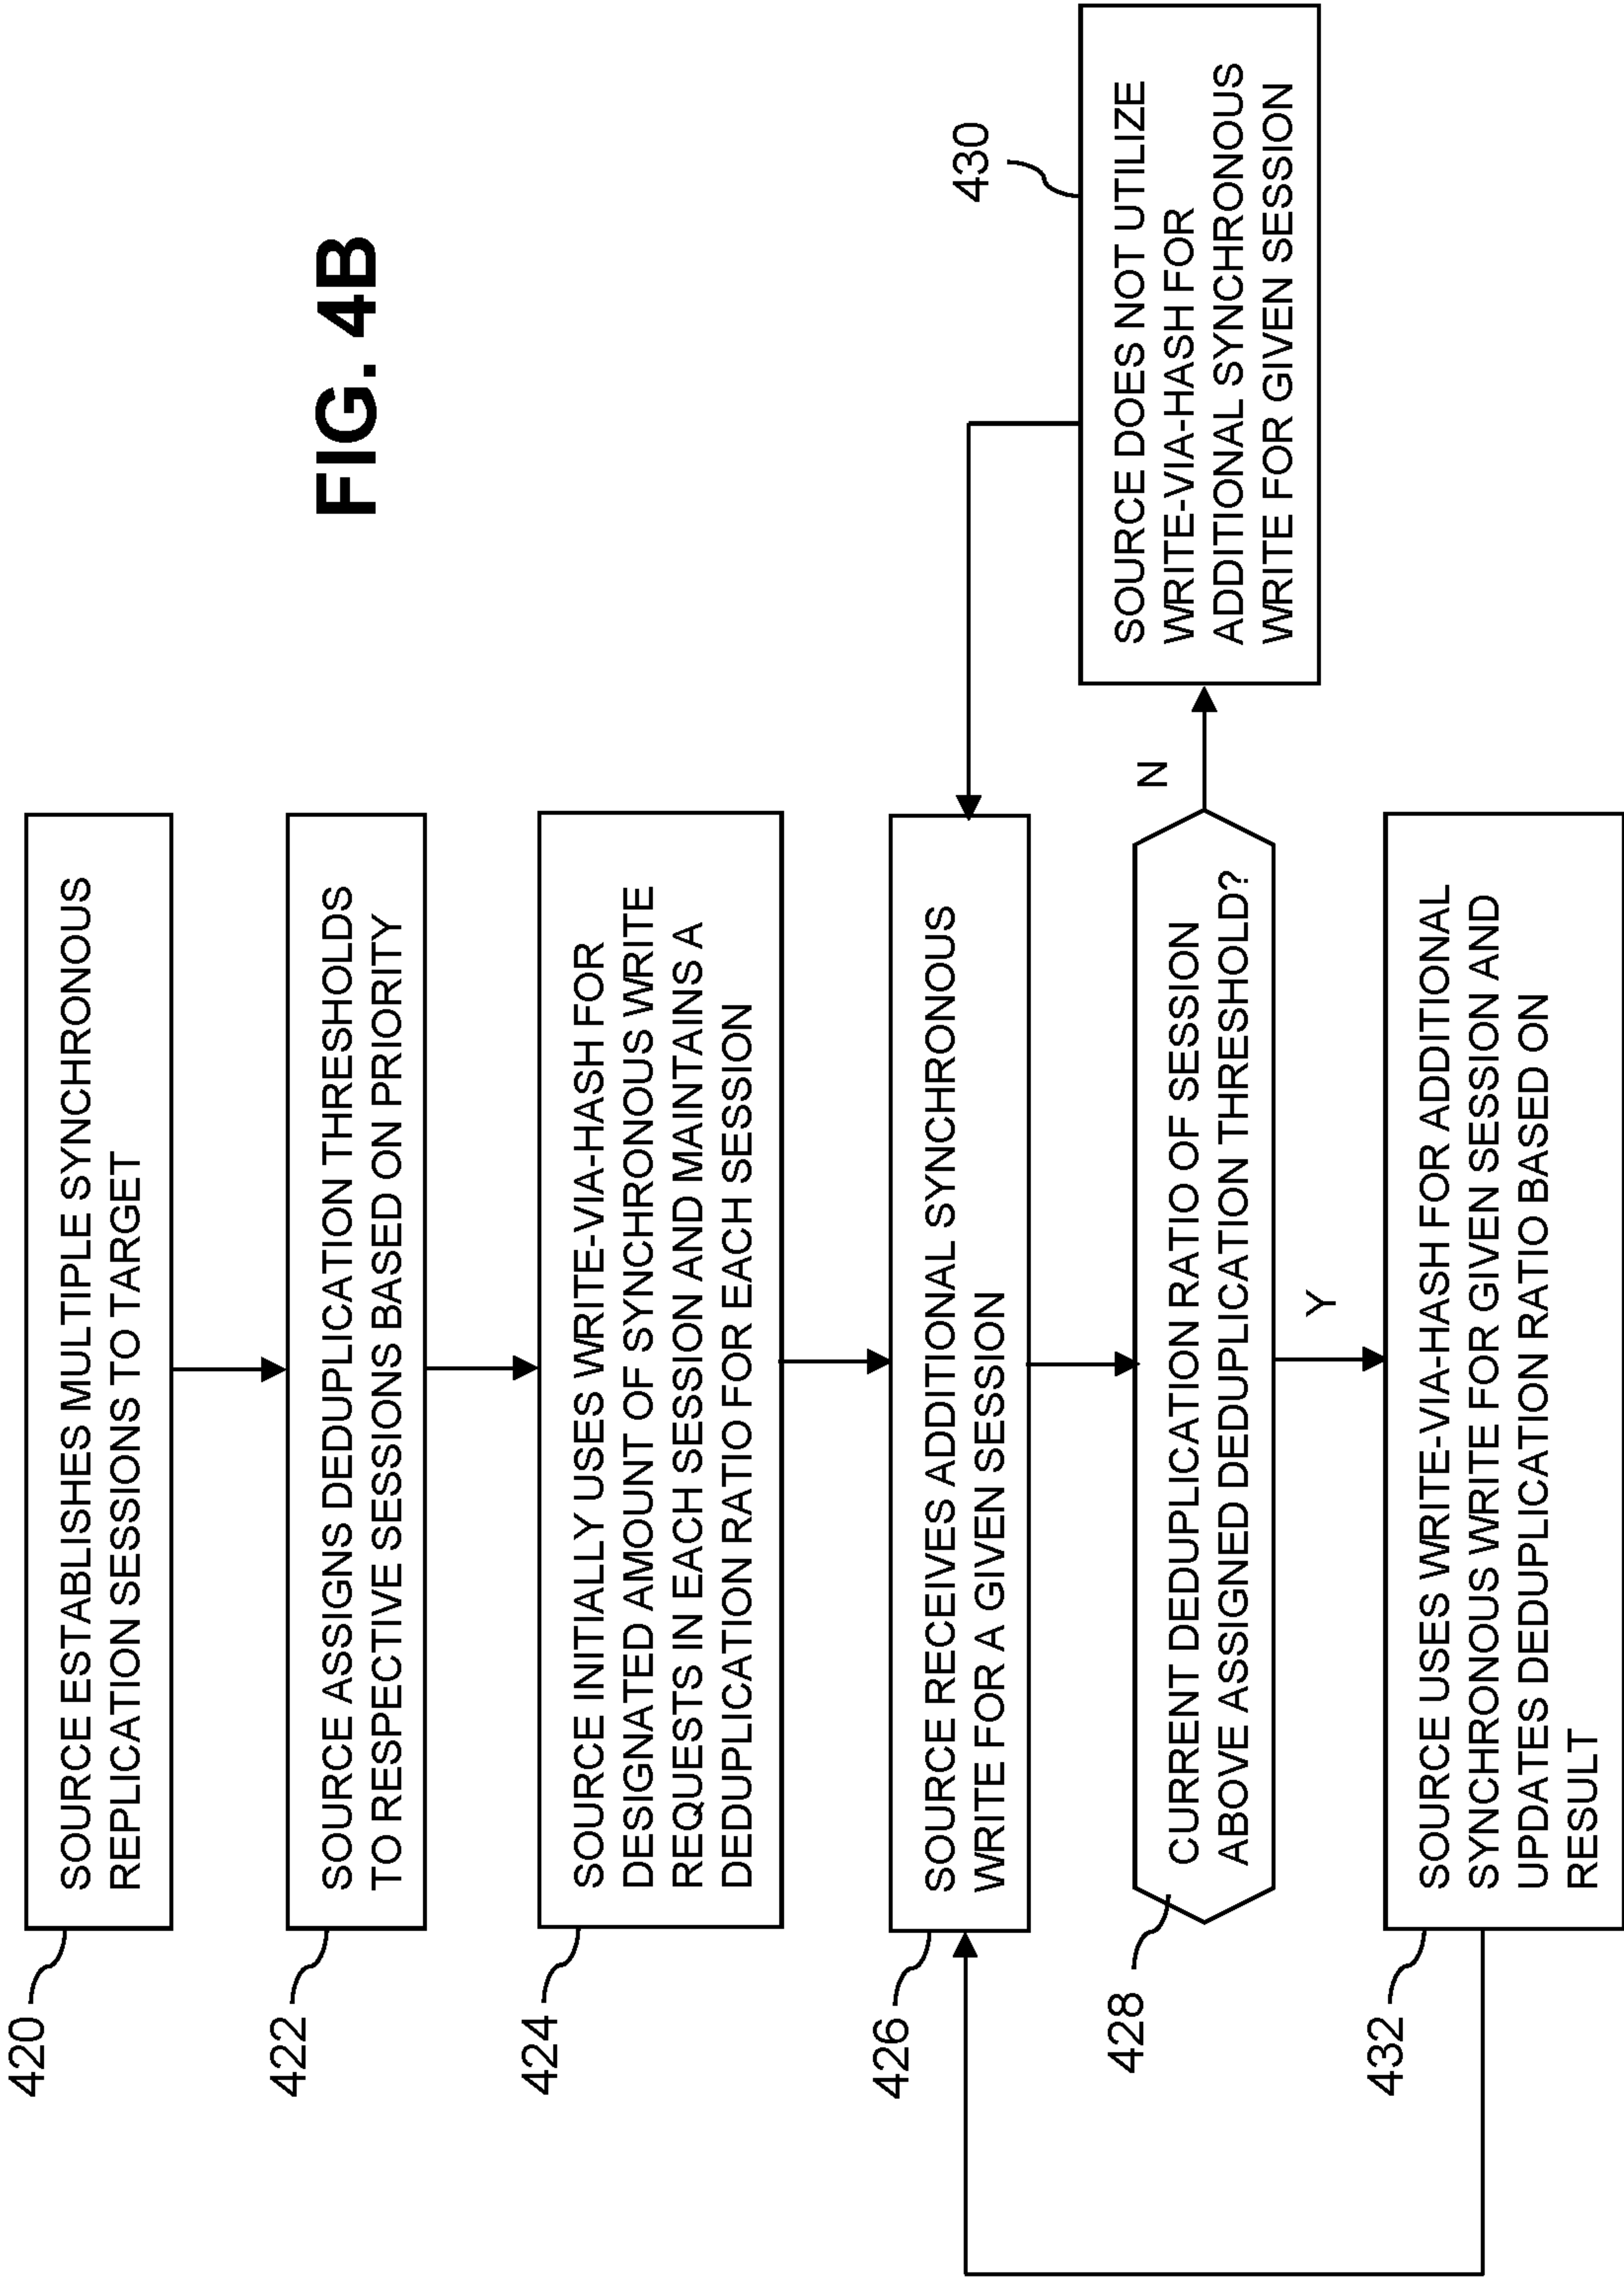 420
SOURCE ESTABLISHES MULTIPLE SYNCHRONOUS
REPLICATION SESSIONS TO TARGET
422
SOURCE ASSIGNS DEDUPLICATION THRESHOLDS
TO RESPECTIVE SESSIONS BASED ON PRIORITY
FIG. 4B
424
SOURCE INITIALLY USES WRITE-VIA-HASH FOR
DESIGNATED AMOUNT OF SYNCHRONOUS WRITE
REQUESTS IN EACH SESSION AND MAINTAINS A
DEDUPLICATION RATIO FOR EACH SESSION
426
SOURCE RECEIVES ADDITIONAL SYNCHRONOUS
WRITE FOR A GIVEN SESSION
428
CURRENT DEDUPLICATION RATIO OF SESSION
ABOVE ASSIGNED DEDUPLICATION THRESHOLD?
N
430
SOURCE DOES NOT UTILIZE
WRITE-VIA-HASH FOR
ADDITIONAL SYNCHRONOUS
WRITE FOR GIVEN SESSION
Y
432
SOURCE USES WRITE-VIA-HASH FOR ADDITIONAL
SYNCHRONOUS WRITE FOR GIVEN SESSION AND
UPDATES DEDUPLICATION RATIO BASED ON
RESULT